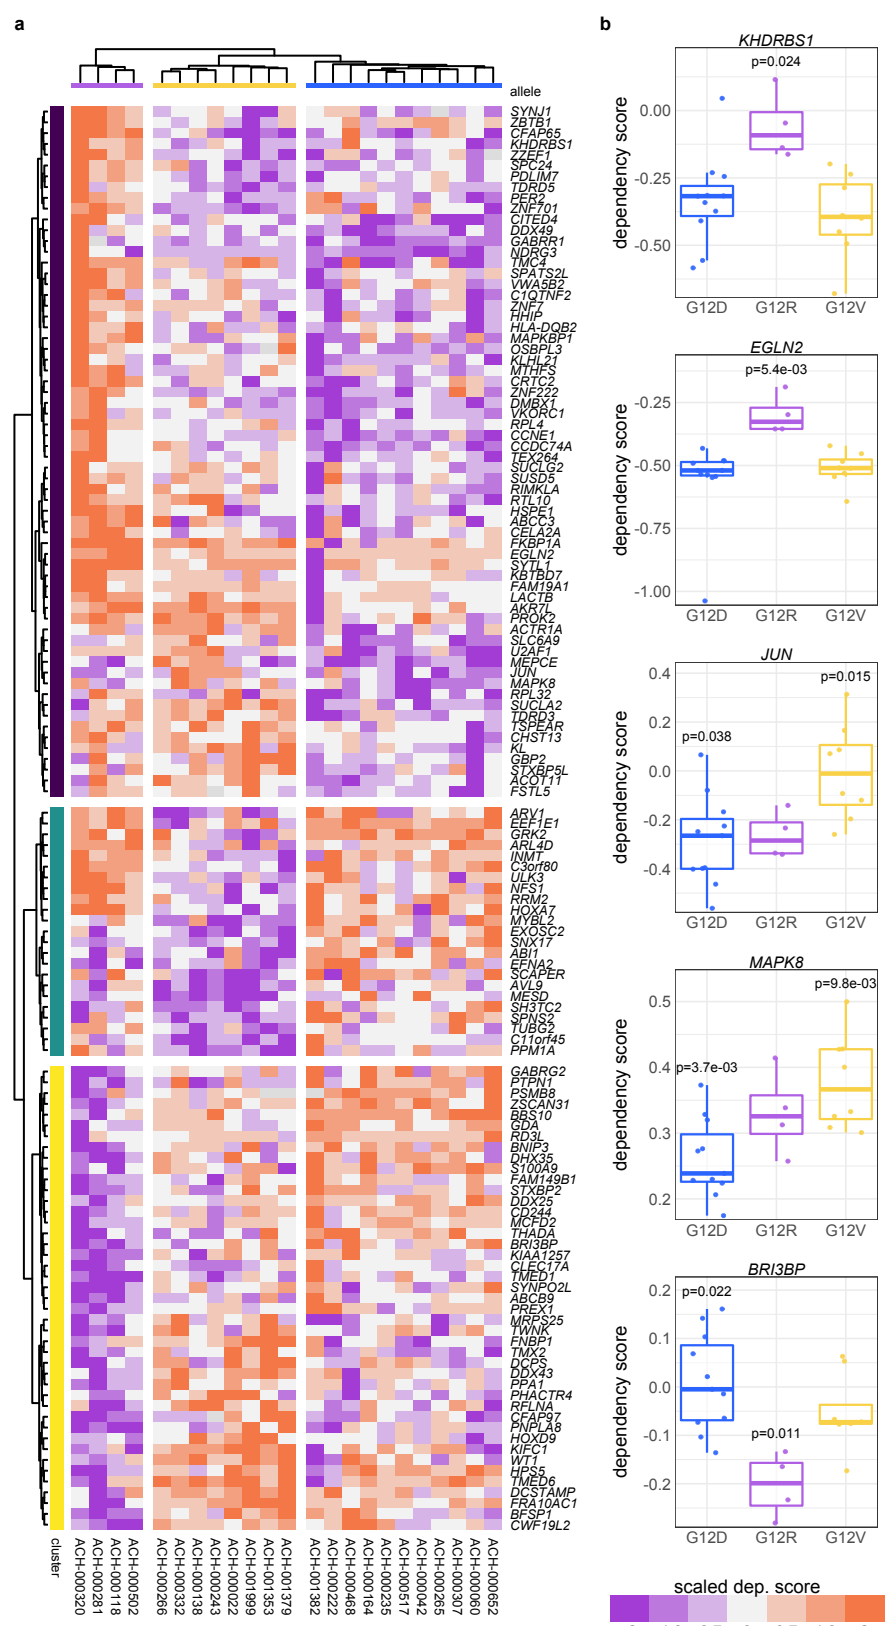 a
b
allele
SYNJ1
ZBTB1
CFAP65
KHDRBS1
ZZEF1
SPC24
PDLIM7
TDRD5
PER2
ZNF701
CITED4
DDX49
GABRR1
NDRG3
TMC4
SPATS2L
VWA5B2
C1QTNF2
ZNF7
HHIP
HLA-DQB2
MAPKBP1
OSBPL3
KLHL21
MTHFS
CRTC2
ZNF222
DMBX1
VKORC1
RPL4
CCNE1
CCDC74A
TEX264
SUCLG2
SUSD5
RIMKLA
RTL10
HSPE1
ABCC3
CELA2A
FKBP1A
EGLN2
SYTL1
KBTBD7
FAM19A1
LACTB
AKR7L
PROK2
ACTR1A
SLC6A9
U2AF1
MEPCE
JUN
MAPK8
RPL32
SUCLA2
TDRD3
TSPEAR
CHST13
KL
GBP2
STXBP5L
ACOT11
FSTL5
ARV1
EEF1E1
GRK2
ARL4D
INMT
C3orf80
ULK3
NFS1
RRM2
HOXA7
MYBL2
EXOSC2
SNX17
ABI1
EFNA2
SCAPER
AVL9
MESD
SH3TC2
SPNS2
TUBG2
C11orf45
PPM1A
GABRG2
PTPN1
PSMB8
ZSCAN31
BBS10
GDA
RD3L
BNIP3
DHX35
S100A9
FAM149B1
STXBP2
DDX25
CD244
MCFD2
THADA
BRI3BP
KIAA1257
CLEC17A
TMED1
SYNPO2L
ABCB9
PREX1
MRPS25
TWNK
FNBP1
TMX2
DCPS
DDX43
PPA1
PHACTR4
RFLNA
CFAP97
PNPLA8
HOXD9
KIFC1
WT1
HPS5
TMED6
DCSTAMP
FRA10AC1
BFSP1
CWF19L2
cluster
ACH-000320
ACH-000281
ACH-000118
ACH-000502
ACH-000266
ACH-000332
ACH-000138
ACH-000243
ACH-000022
ACH-001999
ACH-001353
ACH-001379
ACH-001382
ACH-000222
ACH-000468
ACH-000164
ACH-000235
ACH-000517
ACH-000042
ACH-000265
ACH-000307
ACH-000060
ACH-000652
KHDRBS1
p=0.024
dependency score
0.00
-0.25
-0.50
G12D G12R G12V
EGLN2
p=5.4e-03
dependency score
-0.25
-0.50
-0.75
-1.00
G12D G12R G12V
JUN
p=0.015
p=0.038
dependency score
0.4
0.2
0.0
-0.2
-0.4
G12D G12R G12V
MAPK8
p=9.8e-03
p=3.7e-03
dependency score
0.5
0.4
0.3
0.2
G12D G12R G12V
BRI3BP
p=0.022
p=0.011
dependency score
0.2
0.1
0.0
-0.1
-0.2
G12D G12R G12V
scaled dep. score